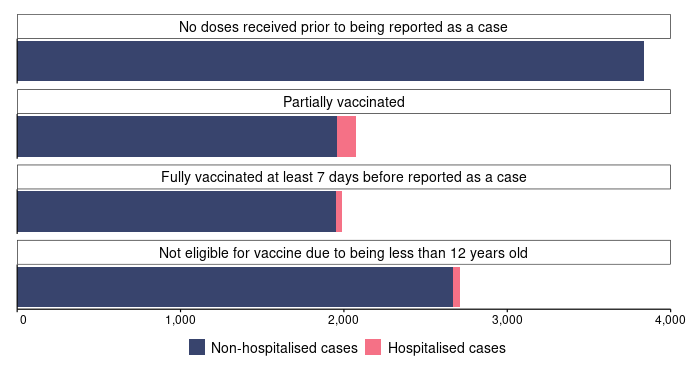 No doses received prior to being reported as a case
Partially vaccinated
Fully vaccinated at least 7 days before reported as a case
Not eligible for vaccine due to being less than 12 years old
0 1,000 2,000 3,000 4,000
Non-hospitalised cases Hospitalised cases